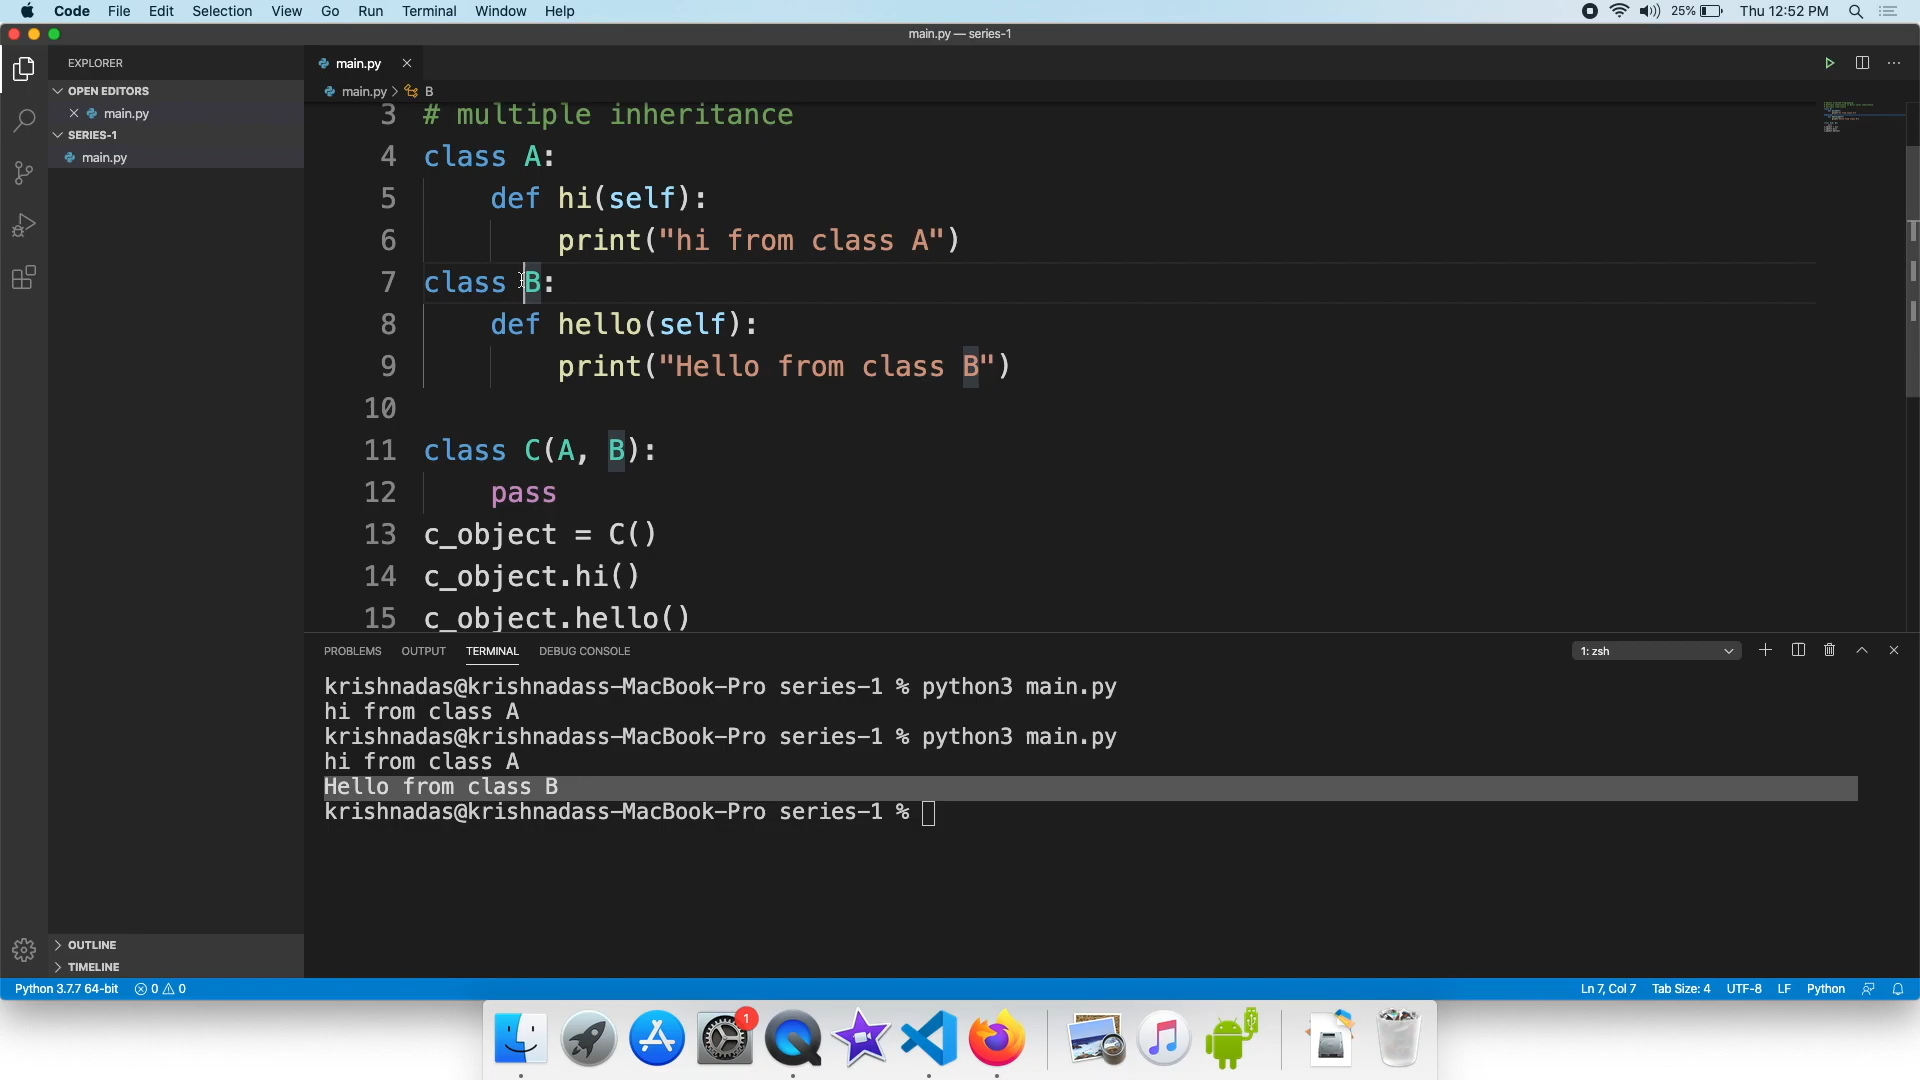 Code File Edit Selection View Go Run Terminal Window Help 25% Thu 12:52 PM
main.py — series-1
EXPLORER
main.py
OPEN EDITORS
main.py > B
main.py
SERIES-1
main.py
3 # multiple inheritance
4 class A:
5 def hi(self):
6 print("hi from class A")
7 class B:
8 def hello(self):
9 print("Hello from class B")
10
11 class C(A, B):
12 pass
13 c_object = C()
14 c_object.hi()
15 c_object.hello()
PROBLEMS OUTPUT TERMINAL DEBUG CONSOLE 1: zsh
krishnadas@krishnadass-MacBook-Pro series-1 % python3 main.py
hi from class A
krishnadas@krishnadass-MacBook-Pro series-1 % python3 main.py
hi from class A
Hello from class B
krishnadas@krishnadass-MacBook-Pro series-1 %
OUTLINE
TIMELINE
Python 3.7.7 64-bit 0 0 Ln 7, Col 7 Tab Size: 4 UTF-8 LF Python
1